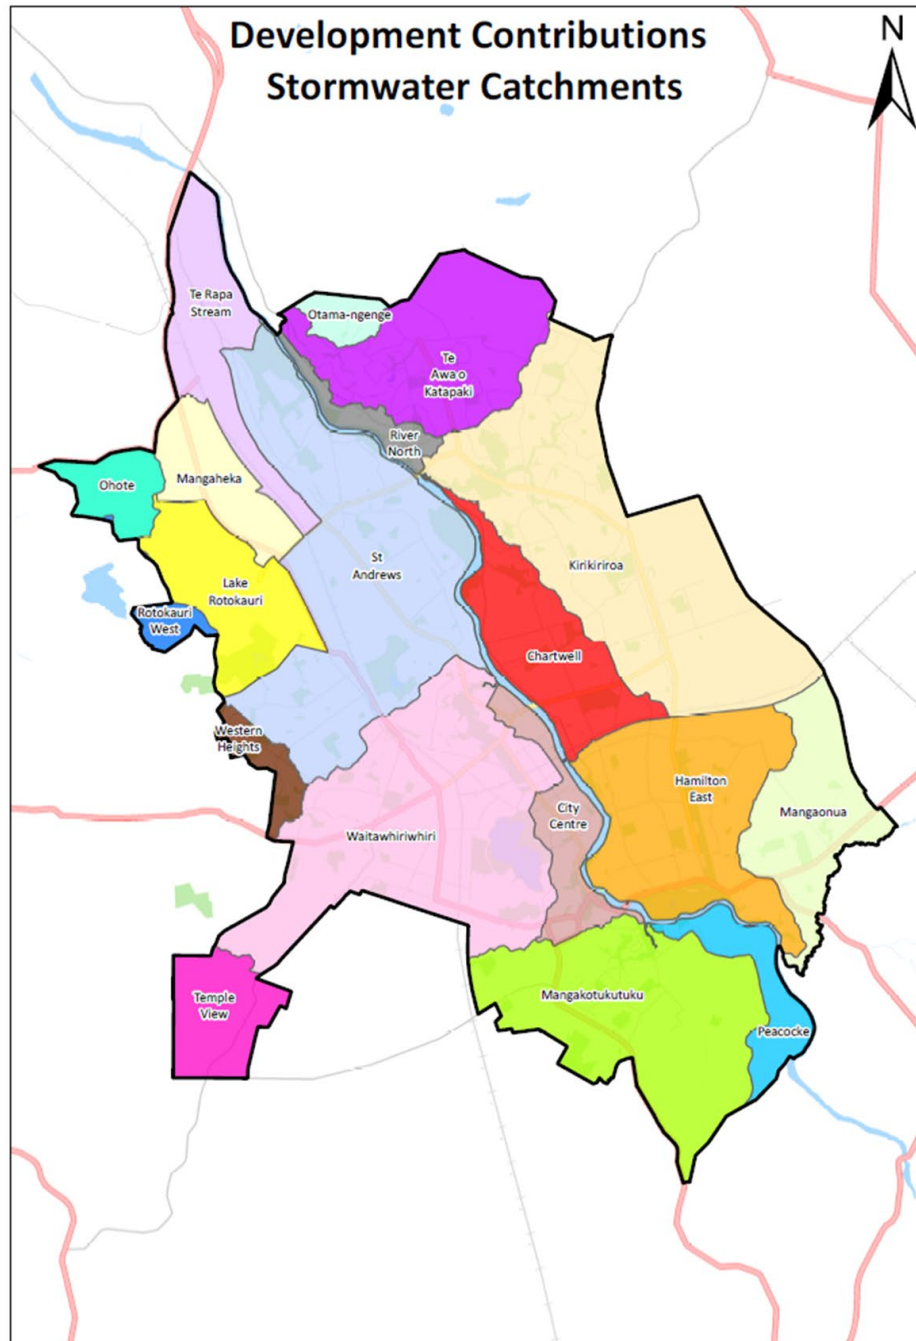 Development Contributions
Stormwater Catchments
N
Te Rapa
Stream
Otama-ngenge
Te
Awa o
Katapaki
River
North
Ohote
Mangaheka
St
Andrews
Kirikiriroa
Lake
Rotokauri
Rotokauri
West
Chartwell
Western
Heights
Hamilton
East
City
Centre
Mangaonua
Waitawhiriwhiri
Temple
View
Mangakotukutuku
Peacocke